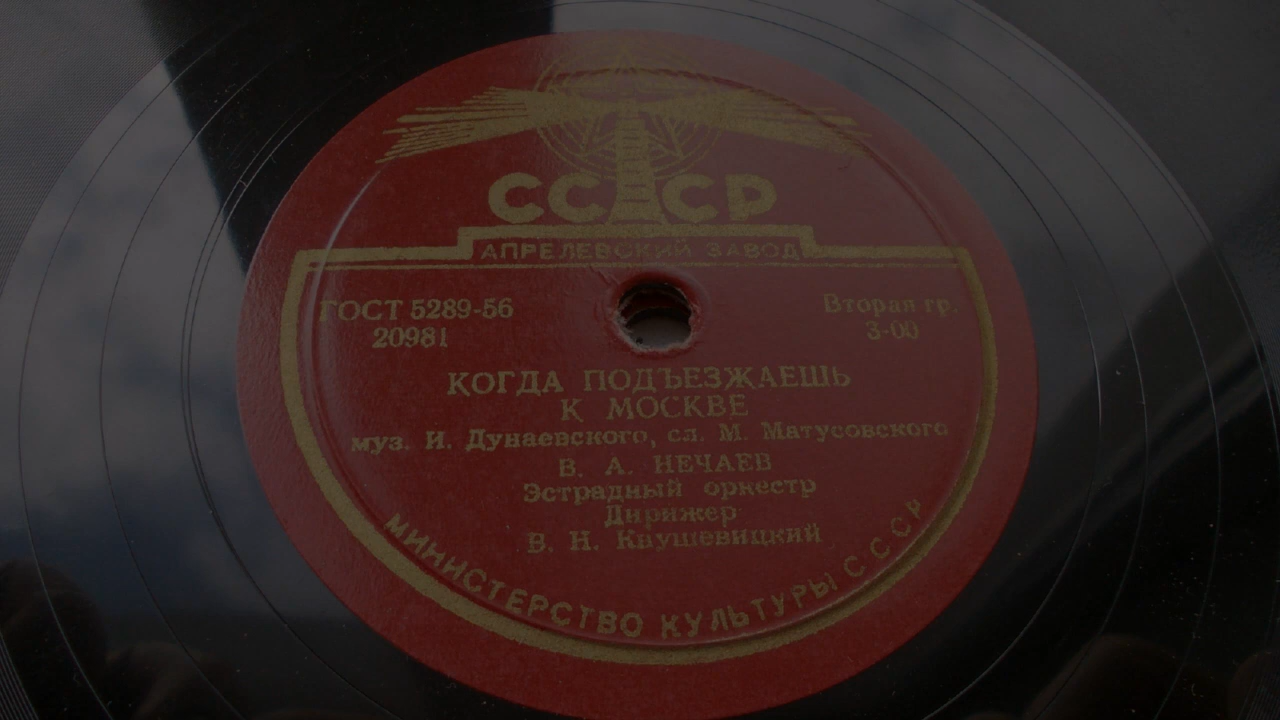 СССР
АПРЕЛЕВСКИЙ ЗАВОД
ГОСТ 5289-56
20981
Вторая гр.
3-00
КОГДА ПОДЪЕЗЖАЕШЬ
К МОСКВЕ
муз. И. Дунаевского, сл. М. Матусовского
В. А. НЕЧАЕВ
Эстрадный оркестр
Дирижер
В. Н. Кнушевицкий
МИНИСТЕРСТВО КУЛЬТУРЫ СССР